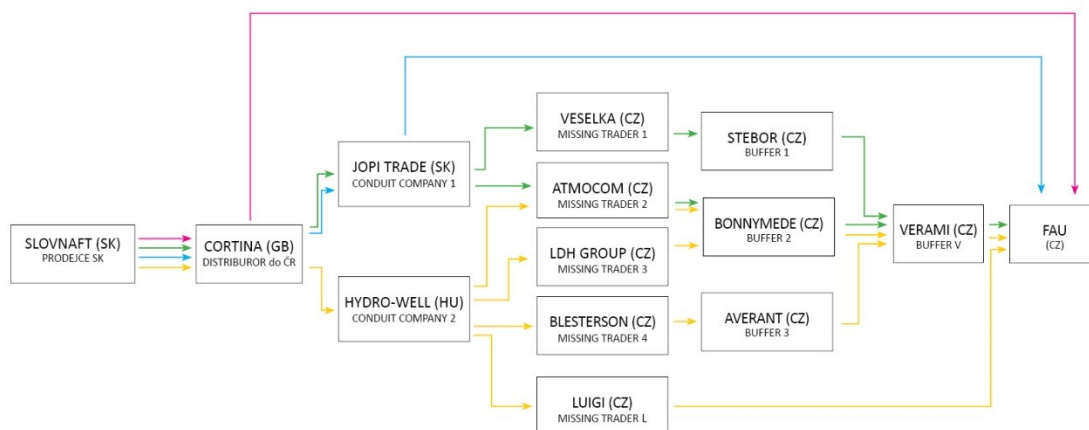 SLOVNAFT (SK)
PRODEJCE SK
CORTINA (GB)
DISTRIBUROR do ČR
JOPI TRADE (SK)
CONDUIT COMPANY 1
HYDRO-WELL (HU)
CONDUIT COMPANY 2
VESELKA (CZ)
MISSING TRADER 1
ATMOCOM (CZ)
MISSING TRADER 2
LDH GROUP (CZ)
MISSING TRADER 3
BLESTERSON (CZ)
MISSING TRADER 4
LUIGI (CZ)
MISSING TRADER L
STEBOR (CZ)
BUFFER 1
BONNYMEDE (CZ)
BUFFER 2
AVERANT (CZ)
BUFFER 3
VERAMI (CZ)
BUFFER V
FAU
(CZ)